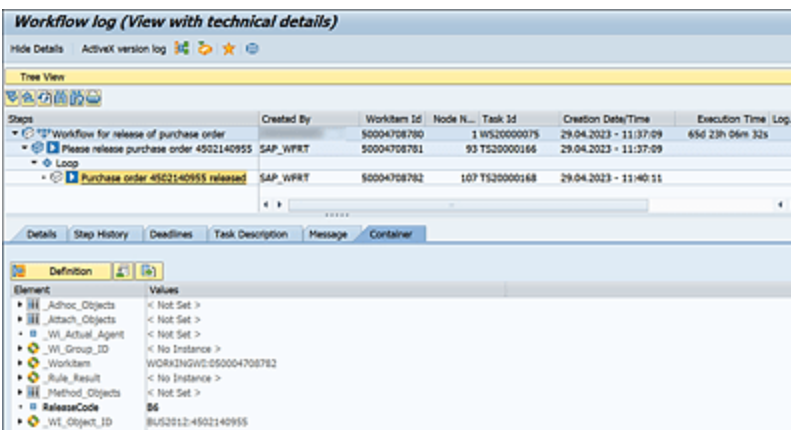 Workflow log (View with technical details)
Hide Details ActiveX version log
Tree View
Steps Created By Workitem Id Node N... Task Id Creation Date/Time Execution Time Log.
Workflow for release of purchase order 50004708780 1 WS20000075 29.04.2023 - 11:37:09 65d 23h 06m 32s
Please release purchase order 4502140955 SAP_WFRT 50004708781 93 TS20000166 29.04.2023 - 11:37:09
Loop
Purchase order 4502140955 released SAP_WFRT 50004708782 107 TS20000168 29.04.2023 - 11:40:11
Details Step History Deadlines Task Description Message Container
Definition
Element Values
_Adhoc_Objects < Not Set >
_Attach_Objects < Not Set >
_Wi_Actual_Agent < Not Set >
_Wi_Group_ID < No Instance >
_Workitem WORKINGWI:050004708782
_Rule_Result < No Instance >
_Method_Objects < Not Set >
ReleaseCode B6
_WI_Object_ID BUS2012:4502140955